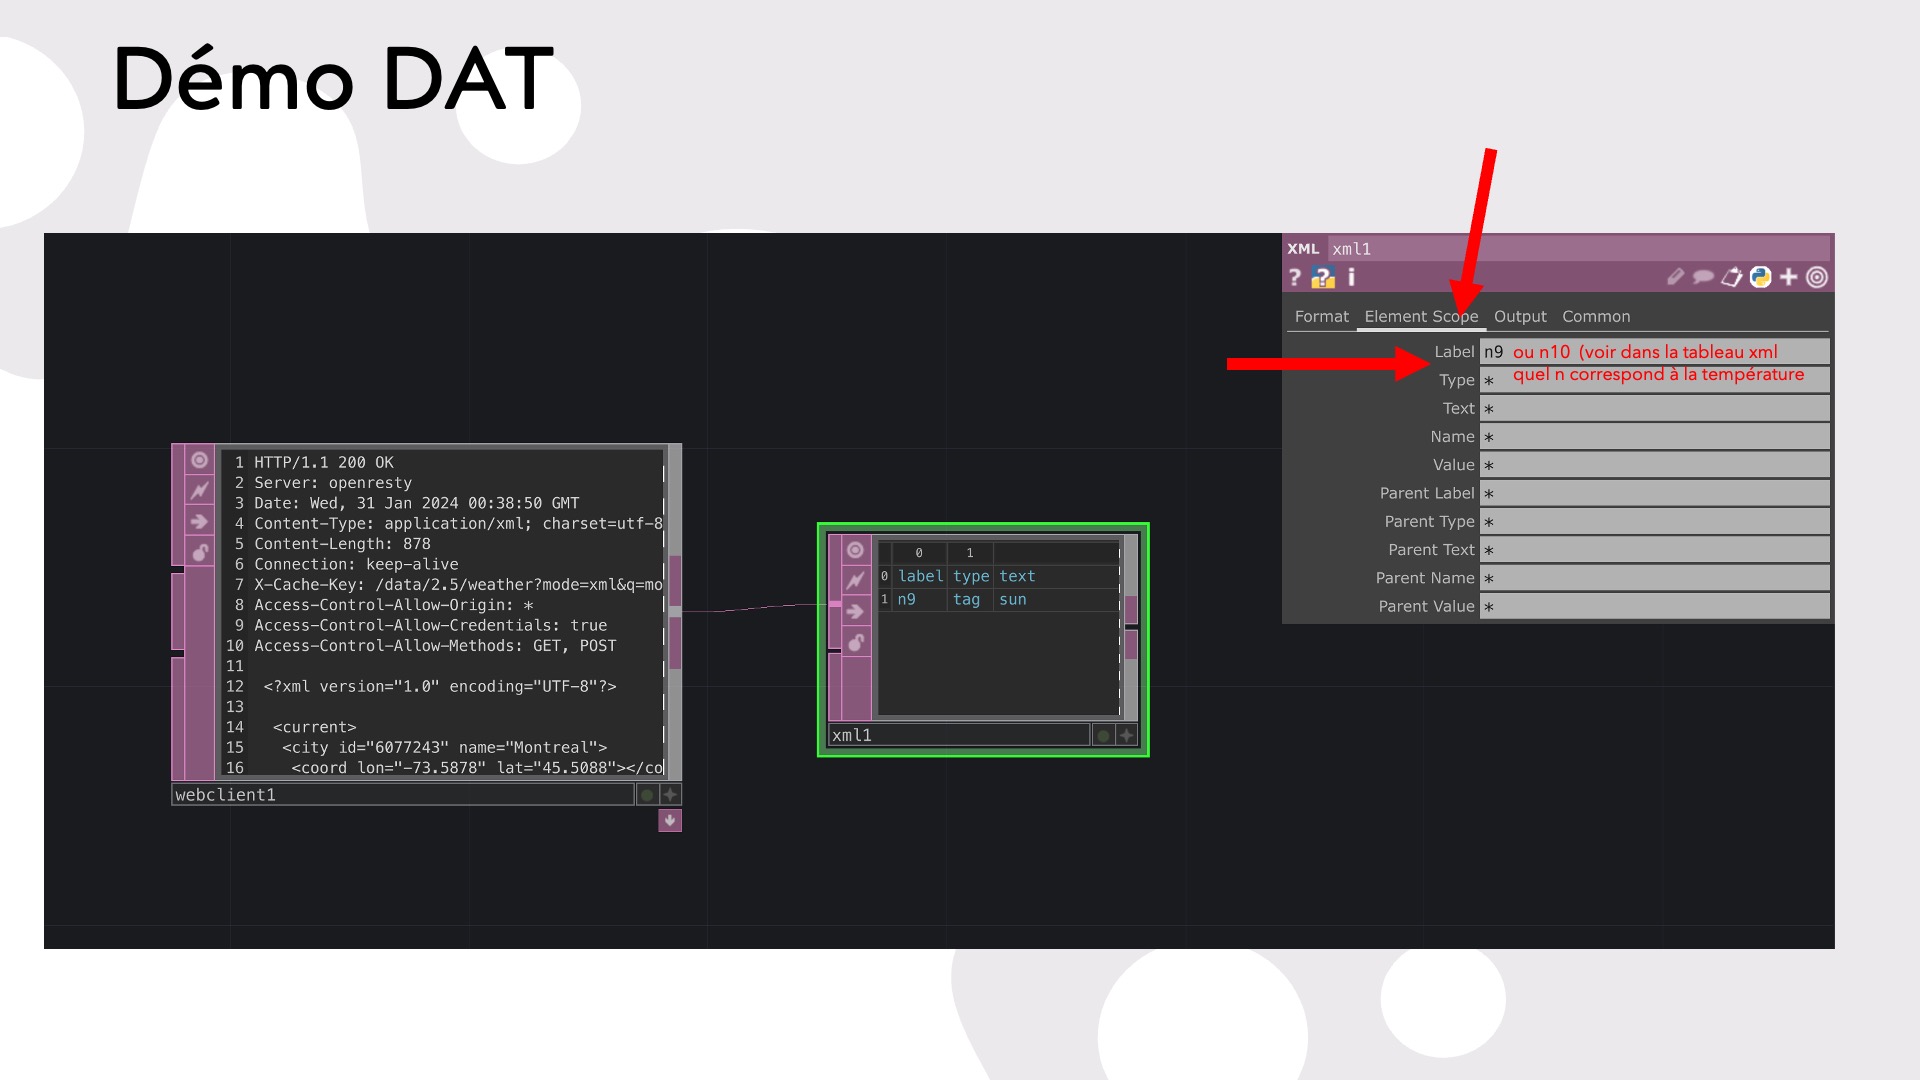 Démo DAT
XML xml1
? ? i
Format Element Scope Output Common
Label n9 ou n10 (voir dans la tableau xml
quel n correspond à la température
Type *
Text *
Name *
Value *
Parent Label *
Parent Type *
Parent Text *
Parent Name *
Parent Value *
1 HTTP/1.1 200 OK
2 Server: openresty
3 Date: Wed, 31 Jan 2024 00:38:50 GMT
4 Content-Type: application/xml; charset=utf-8
5 Content-Length: 878
6 Connection: keep-alive
7 X-Cache-Key: /data/2.5/weather?mode=xml&q=mo
8 Access-Control-Allow-Origin: *
9 Access-Control-Allow-Credentials: true
10 Access-Control-Allow-Methods: GET, POST
11
12 <?xml version="1.0" encoding="UTF-8"?>
13
14 <current>
15 <city id="6077243" name="Montreal">
16 <coord lon="-73.5878" lat="45.5088"></co
webclient1
0 1
0 label type text
1 n9 tag sun
xml1